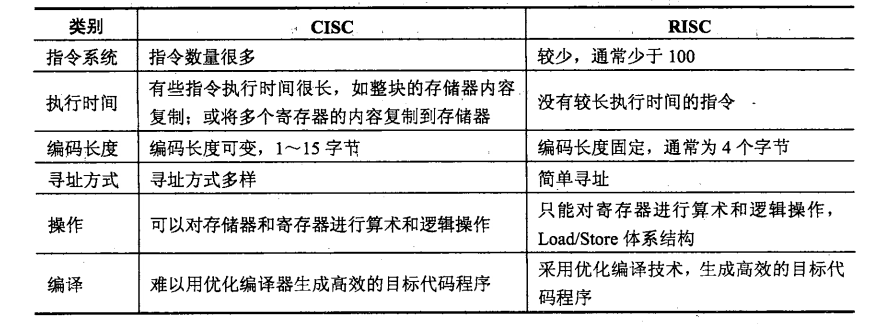 类别 CISC RISC
指令系统 指令数量很多 较少，通常少于 100
执行时间 有些指令执行时间很长，如整块的存储器内容
复制；或将多个寄存器的内容复制到存储器 没有较长执行时间的指令
编码长度 编码长度可变，1～15 字节 编码长度固定，通常为 4 个字节
寻址方式 寻址方式多样 简单寻址
操作 可以对存储器和寄存器进行算术和逻辑操作 只能对寄存器进行算术和逻辑操作，
Load/Store 体系结构
编译 难以用优化编译器生成高效的目标代码程序 采用优化编译技术，生成高效的目标代
码程序